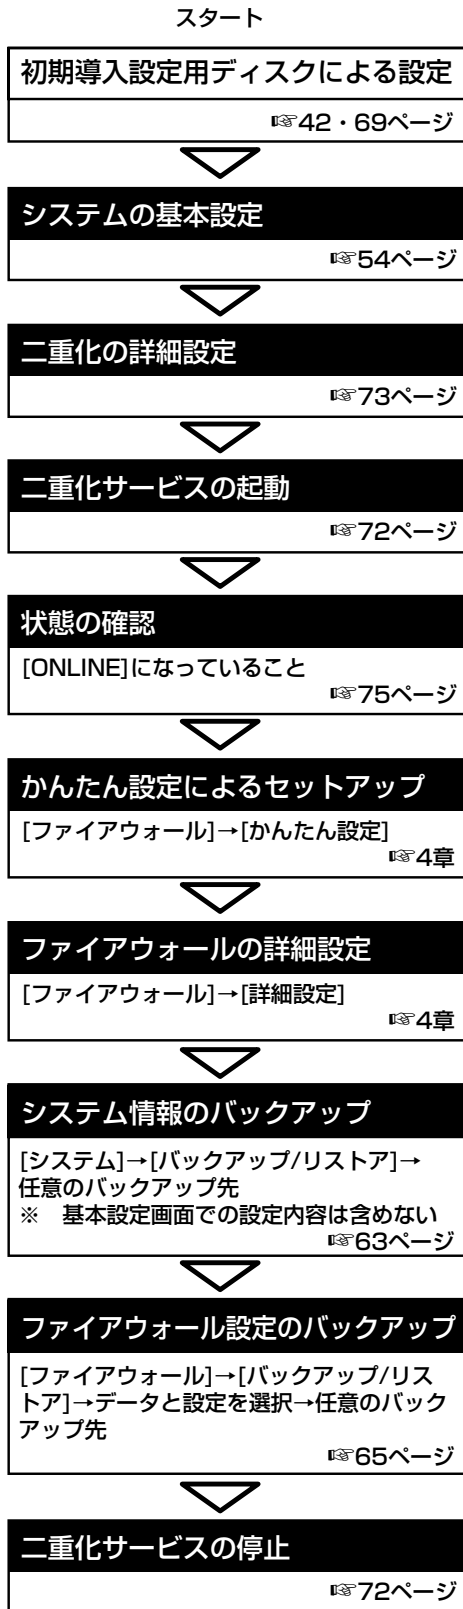 スタート
初期導入設定用ディスクによる設定
☞42・69ページ
システムの基本設定
☞54ページ
二重化の詳細設定
☞73ページ
二重化サービスの起動
☞72ページ
状態の確認
[ONLINE]になっていること
☞75ページ
かんたん設定によるセットアップ
[ファイアウォール]→[かんたん設定]
☞4章
ファイアウォールの詳細設定
[ファイアウォール]→[詳細設定]
☞4章
システム情報のバックアップ
[システム]→[バックアップ/リストア]→
任意のバックアップ先
※　基本設定画面での設定内容は含めない
☞63ページ
ファイアウォール設定のバックアップ
[ファイアウォール]→[バックアップ/リス
トア]→データと設定を選択→任意のバック
アップ先
☞65ページ
二重化サービスの停止
☞72ページ